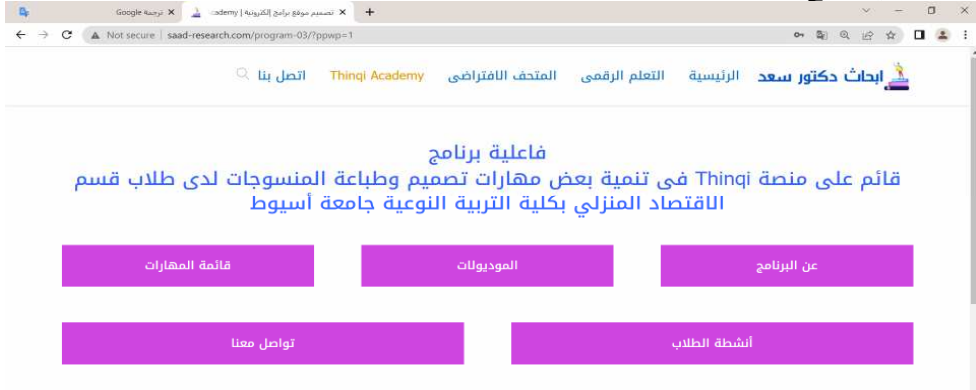 ترجمة Google
تصميم موقع برامج إلكترونية | cademy
Not secure | saad-research.com/program-03/?ppwp=1
ابحاث دكتور سعد الرئيسية التعلم الرقمى المتحف الافتراضى Thinqi Academy اتصل بنا
فاعلية برنامج
قائم على منصة Thinqi فى تنمية بعض مهارات تصميم وطباعة المنسوجات لدى طلاب قسم
الاقتصاد المنزلي بكلية التربية النوعية جامعة أسيوط
عن البرنامج الموديولات قائمة المهارات
أنشطة الطلاب تواصل معنا